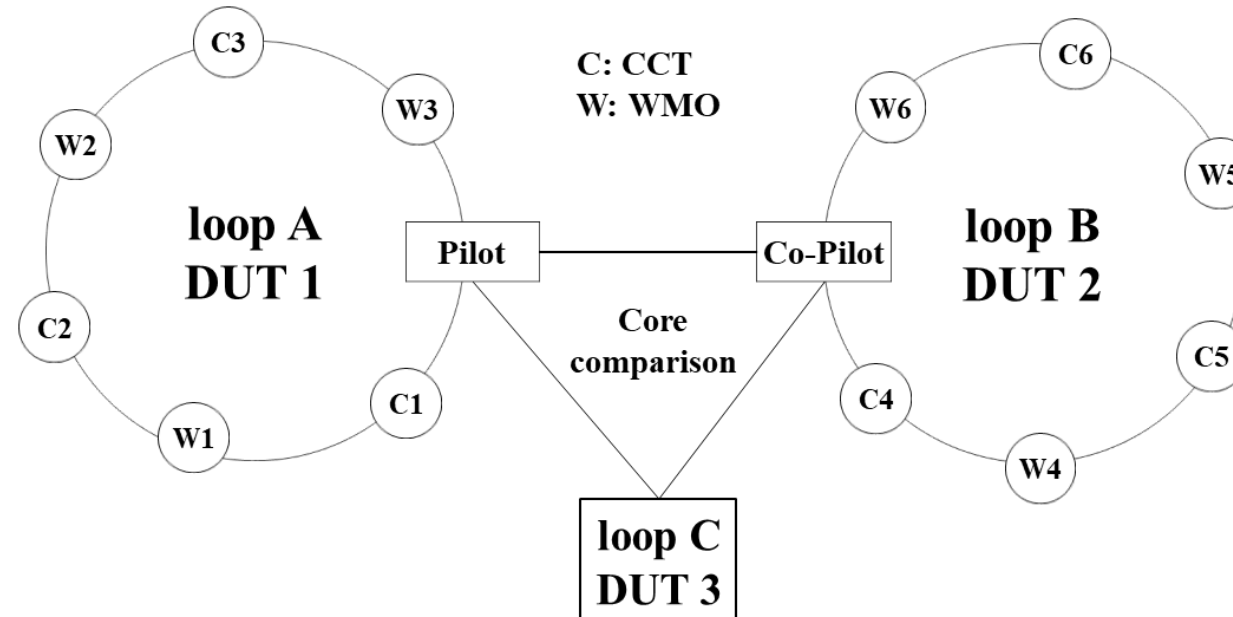 C3
C: CCT
W: WMO
C6
W3
W6
W2
W5
loop A
DUT 1
loop B
DUT 2
Pilot
Co-Pilot
Core
comparison
C2
C5
C1
C4
W1
W4
loop C
DUT 3